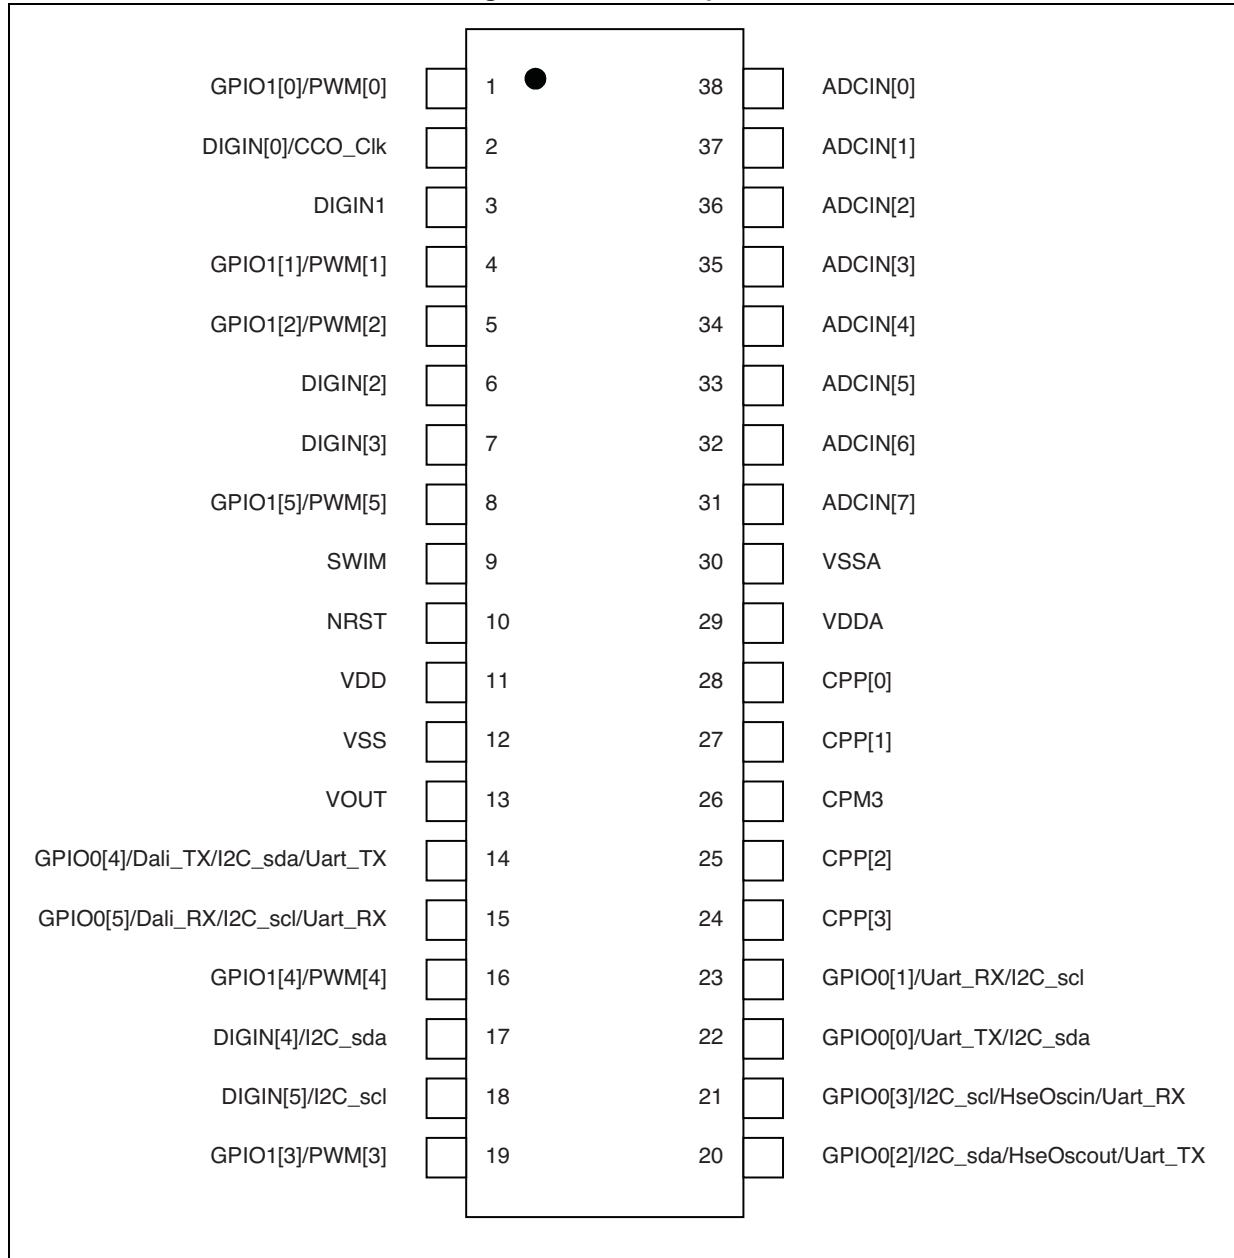 GPIO1[0]/PWM[0] 1 38 ADCIN[0]
DIGIN[0]/CCO_Clk 2 37 ADCIN[1]
DIGIN1 3 36 ADCIN[2]
GPIO1[1]/PWM[1] 4 35 ADCIN[3]
GPIO1[2]/PWM[2] 5 34 ADCIN[4]
DIGIN[2] 6 33 ADCIN[5]
DIGIN[3] 7 32 ADCIN[6]
GPIO1[5]/PWM[5] 8 31 ADCIN[7]
SWIM 9 30 VSSA
NRST 10 29 VDDA
VDD 11 28 CPP[0]
VSS 12 27 CPP[1]
VOUT 13 26 CPM3
GPIO0[4]/Dali_TX/I2C_sda/Uart_TX 14 25 CPP[2]
GPIO0[5]/Dali_RX/I2C_scl/Uart_RX 15 24 CPP[3]
GPIO1[4]/PWM[4] 16 23 GPIO0[1]/Uart_RX/I2C_scl
DIGIN[4]/I2C_sda 17 22 GPIO0[0]/Uart_TX/I2C_sda
DIGIN[5]/I2C_scl 18 21 GPIO0[3]/I2C_scl/HseOscin/Uart_RX
GPIO1[3]/PWM[3] 19 20 GPIO0[2]/I2C_sda/HseOscout/Uart_TX